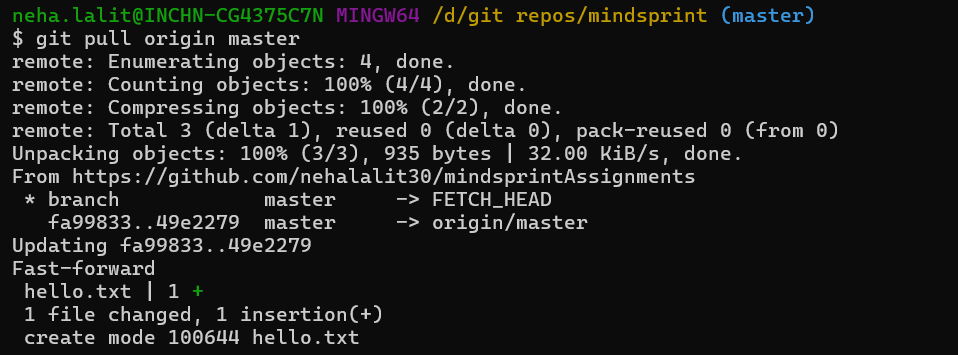 neha.lalit@INCHN-CG4375C7N MINGW64 /d/git repos/mindsprint (master)
$ git pull origin master
remote: Enumerating objects: 4, done.
remote: Counting objects: 100% (4/4), done.
remote: Compressing objects: 100% (2/2), done.
remote: Total 3 (delta 1), reused 0 (delta 0), pack-reused 0 (from 0)
Unpacking objects: 100% (3/3), 935 bytes | 32.00 KiB/s, done.
From https://github.com/nehalalit30/mindsprintAssignments
 * branch            master     -> FETCH_HEAD
   fa99833..49e2279  master     -> origin/master
Updating fa99833..49e2279
Fast-forward
 hello.txt | 1 +
 1 file changed, 1 insertion(+)
 create mode 100644 hello.txt